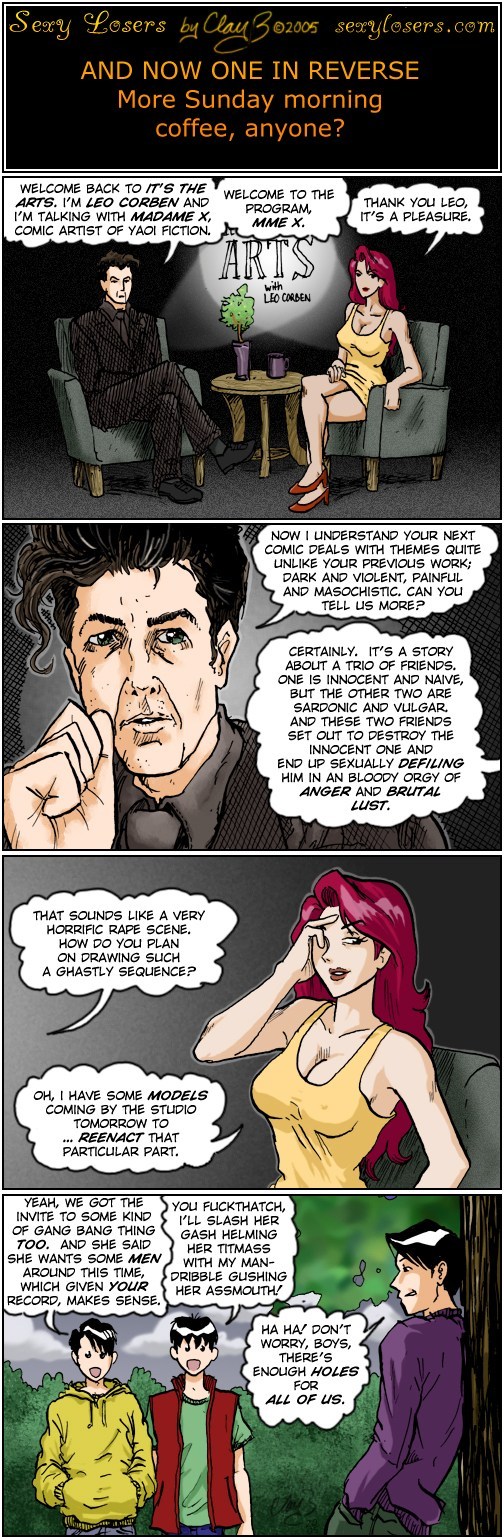 Sexy Losers by Clay 3 ©2005 sexylosers.com
AND NOW ONE IN REVERSE
More Sunday morning
coffee, anyone?
WELCOME BACK TO IT'S THE
ARTS. I'M LEO CORBEN AND
I'M TALKING WITH MADAME X,
COMIC ARTIST OF YAOI FICTION.
WELCOME TO THE
PROGRAM,
MME X.
THANK YOU LEO,
IT'S A PLEASURE.
ARTS
with
LEO CORBEN
NOW I UNDERSTAND YOUR NEXT
COMIC DEALS WITH THEMES QUITE
UNLIKE YOUR PREVIOUS WORK;
DARK AND VIOLENT, PAINFUL
AND MASOCHISTIC. CAN YOU
TELL US MORE?
CERTAINLY. IT'S A STORY
ABOUT A TRIO OF FRIENDS.
ONE IS INNOCENT AND NAIVE,
BUT THE OTHER TWO ARE
SARDONIC AND VULGAR.
AND THESE TWO FRIENDS
SET OUT TO DESTROY THE
INNOCENT ONE AND
END UP SEXUALLY DEFILING
HIM IN AN BLOODY ORGY OF
ANGER AND BRUTAL
LUST.
THAT SOUNDS LIKE A VERY
HORRIFIC RAPE SCENE.
HOW DO YOU PLAN
ON DRAWING SUCH
A GHASTLY SEQUENCE?
OH, I HAVE SOME MODELS
COMING BY THE STUDIO
TOMORROW TO
... REENACT THAT
PARTICULAR PART.
YEAH, WE GOT THE
INVITE TO SOME KIND
OF GANG BANG THING
TOO. AND SHE SAID
SHE WANTS SOME MEN
AROUND THIS TIME,
WHICH GIVEN YOUR
RECORD, MAKES SENSE.
YOU FUCKTHATCH,
I'LL SLASH HER
GASH HELMING
HER TITMASS
WITH MY MAN-
DRIBBLE GUSHING
HER ASSMOUTH!
HA HA! DON'T
WORRY, BOYS,
THERE'S
ENOUGH HOLES
FOR
ALL OF US.